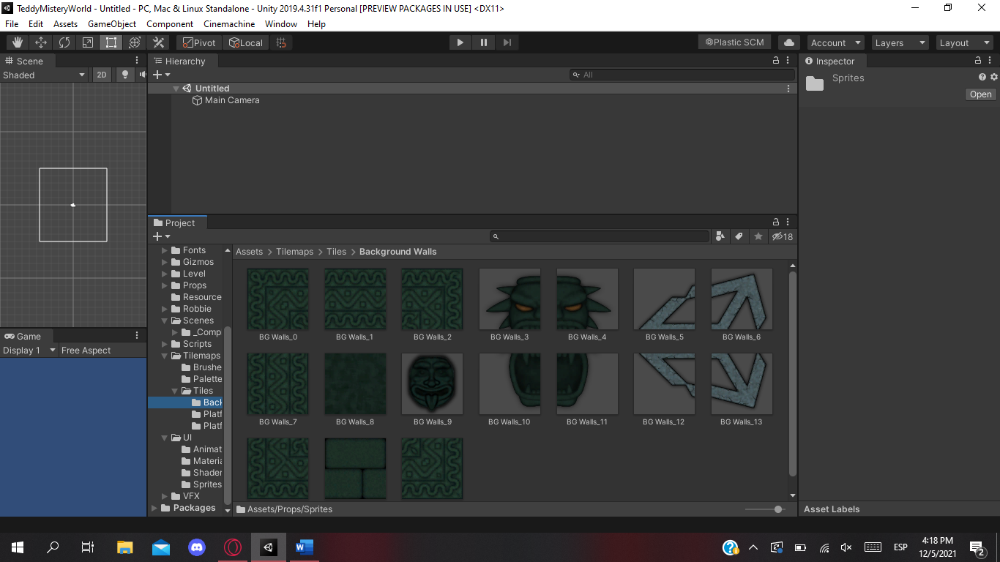 TeddyMisteryWorld - Untitled - PC, Mac & Linux Standalone - Unity 2019.4.31f1 Personal [PREVIEW PACKAGES IN USE] <DX11>
File Edit Assets GameObject Component Cinemachine Window Help
Pivot Local Plastic SCM Account Layers Layout
Scene
Shaded 2D
Hierarchy
All
Untitled
Main Camera
Inspector
Sprites
Open
Project
18
Fonts
Gizmos
Level
Props
Resource
Robbie
Scenes
_Comp
Scripts
Tilemaps
Brushe
Palette
Tiles
Back
Platf
Platf
UI
Animat
Materia
Shader
Sprites
VFX
Packages
Assets > Tilemaps > Tiles > Background Walls
BG Walls_0 BG Walls_1 BG Walls_2 BG Walls_3 BG Walls_4 BG Walls_5 BG Walls_6
BG Walls_7 BG Walls_8 BG Walls_9 BG Walls_10 BG Walls_11 BG Walls_12 BG Walls_13
Assets/Props/Sprites
Game
Display 1 Free Aspect
Asset Labels
ESP
4:18 PM
12/5/2021
2